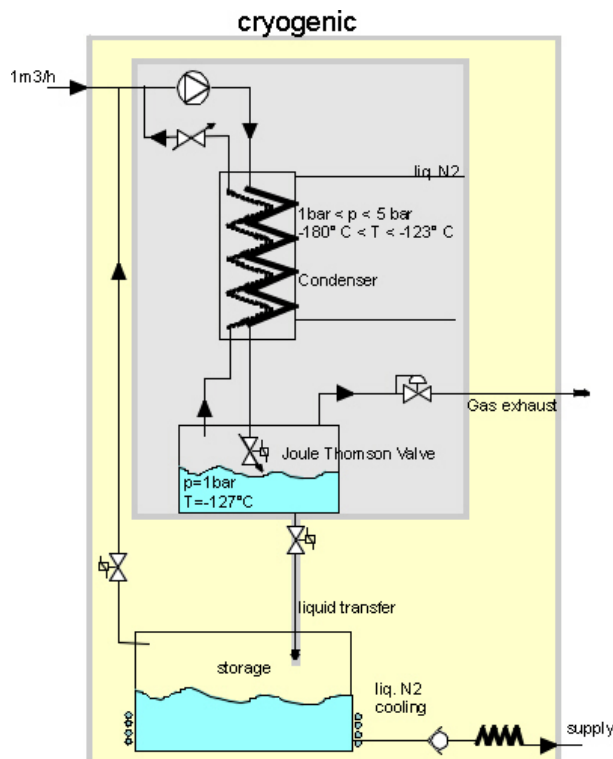 cryogenic
1m3/h
liq. N2
1bar < p < 5 bar
-180° C < T < -123° C
Condenser
Gas exhaust
Joule Thomson Valve
p=1bar
T=-127°C
liquid transfer
storage
liq. N2
cooling
supply